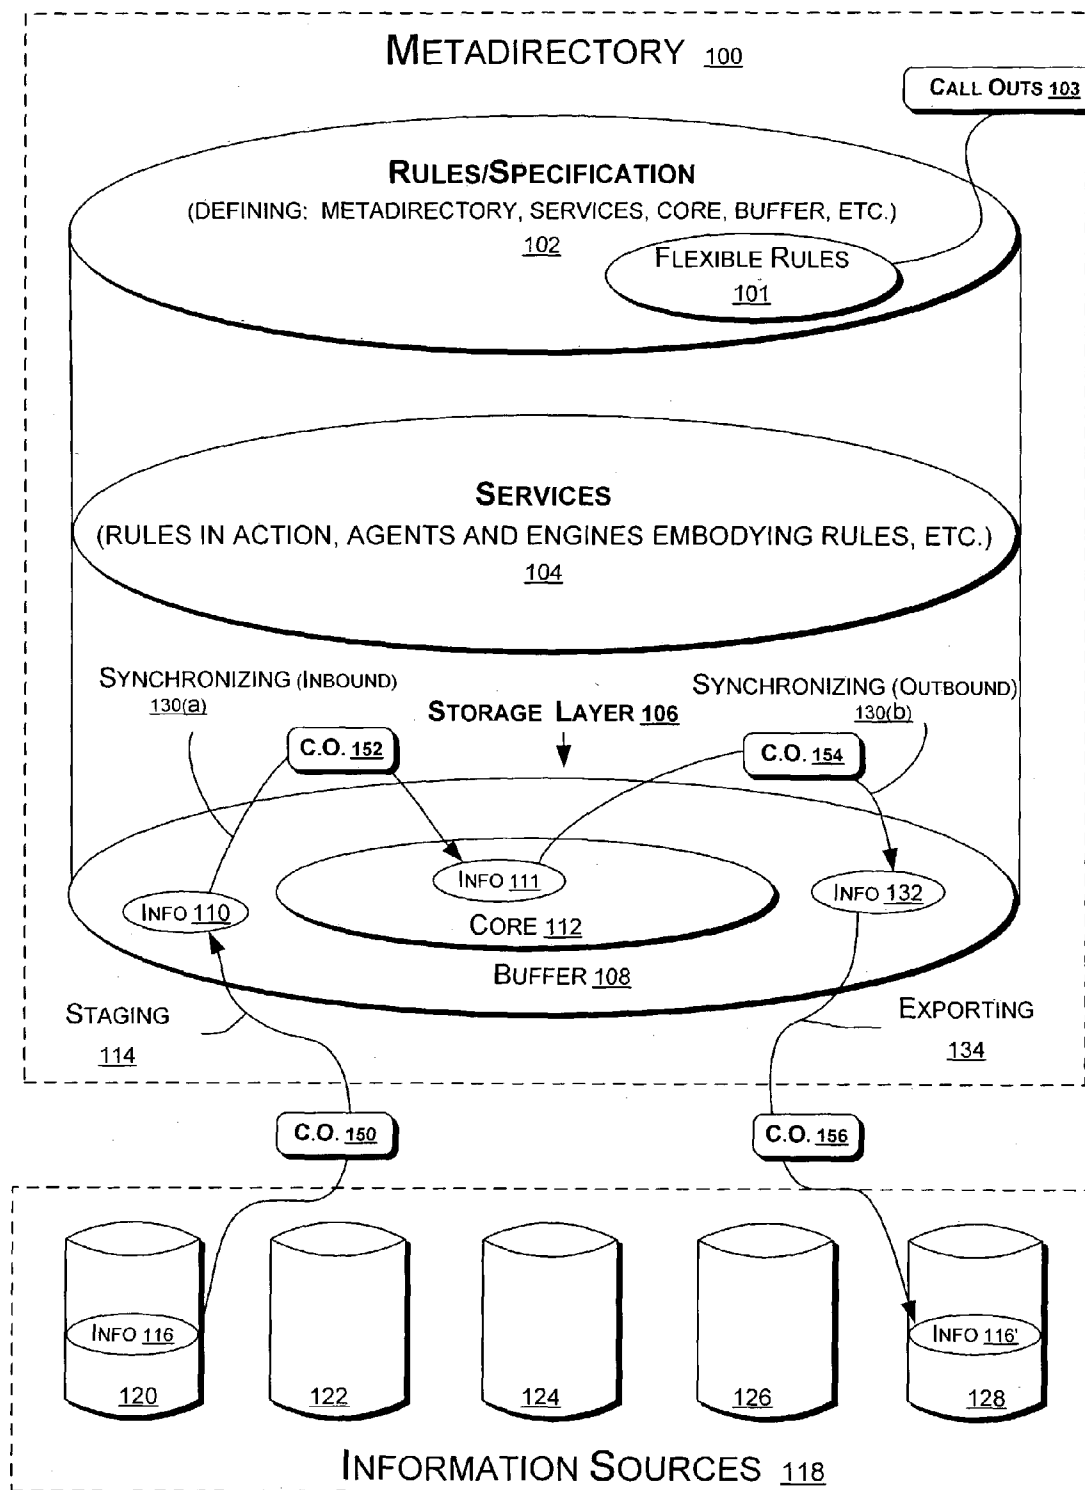 METADIRECTORY 100
CALL OUTS 103
RULES/SPECIFICATION
(DEFINING: METADIRECTORY, SERVICES, CORE, BUFFER, ETC.)
102
FLEXIBLE RULES
101
SERVICES
(RULES IN ACTION, AGENTS AND ENGINES EMBODYING RULES, ETC.)
104
SYNCHRONIZING (INBOUND)
130(a)
STORAGE LAYER 106
SYNCHRONIZING (OUTBOUND)
130(b)
C.O. 152
C.O. 154
INFO 111
INFO 110
INFO 132
CORE 112
BUFFER 108
STAGING
114
EXPORTING
134
C.O. 150
C.O. 156
INFO 116
INFO 116'
120
122
124
126
128
INFORMATION SOURCES 118